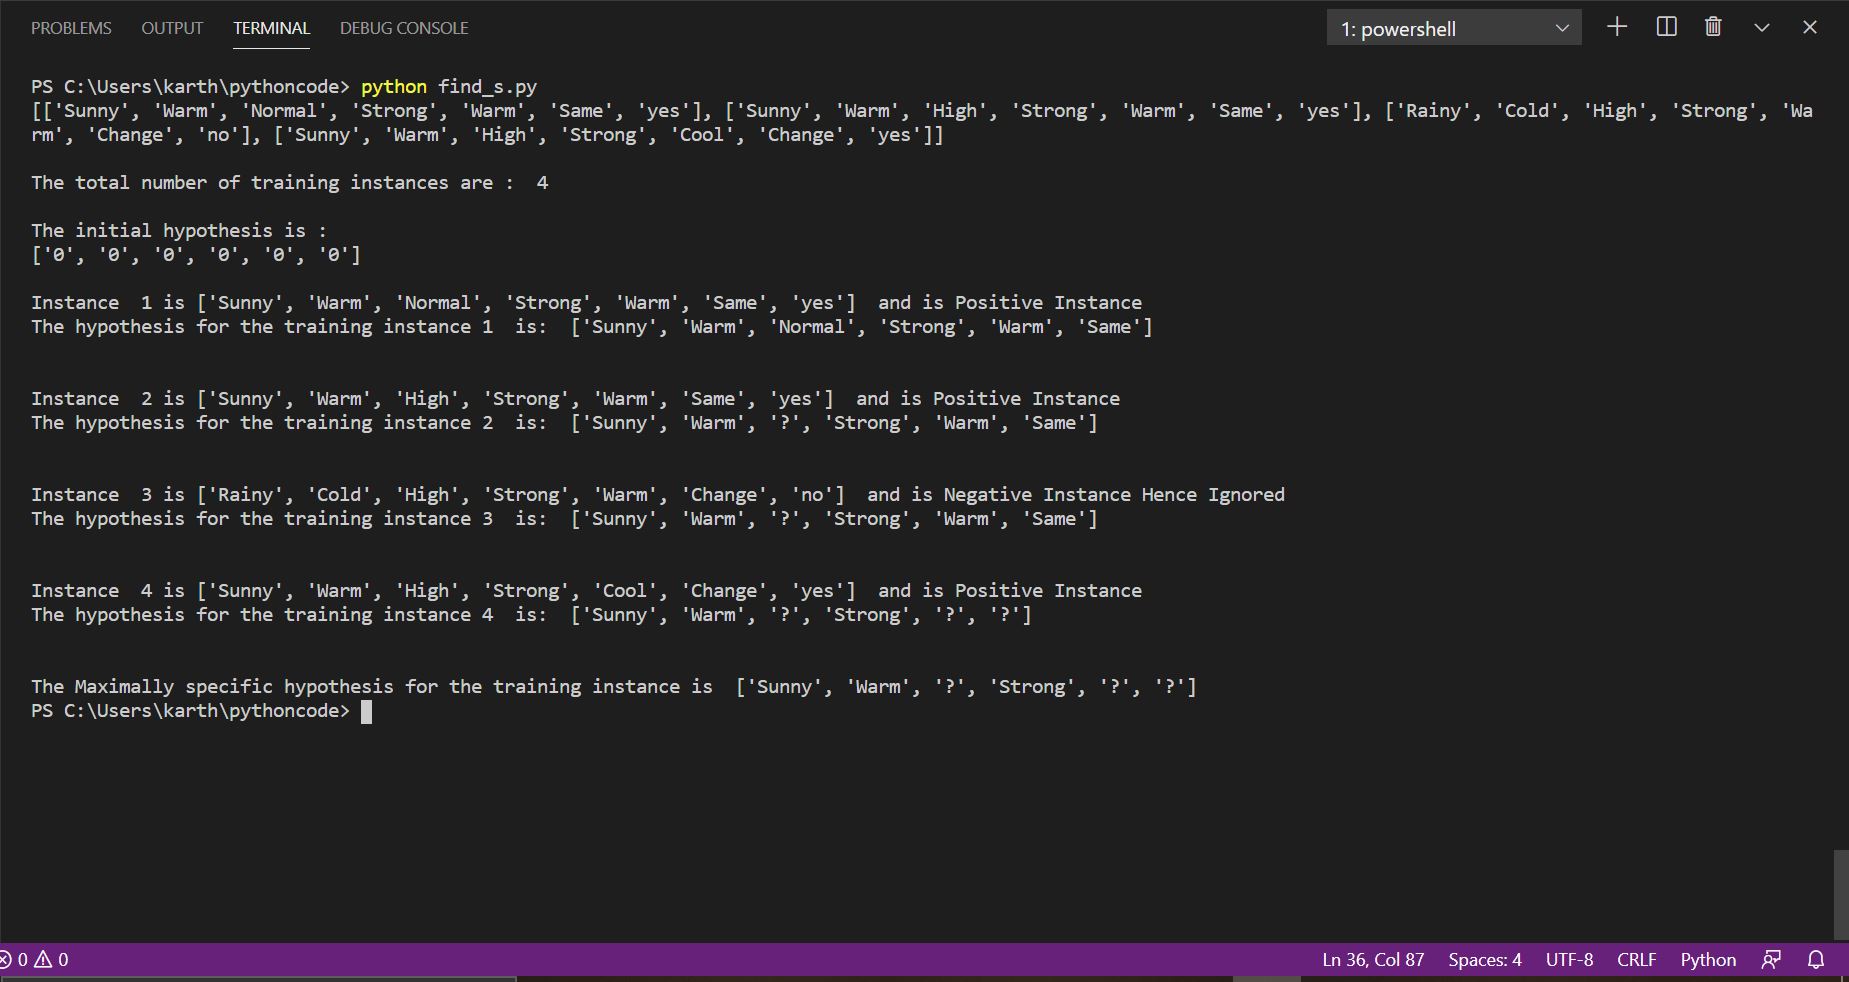 PROBLEMS OUTPUT TERMINAL DEBUG CONSOLE 1: powershell
PS C:\Users\karth\pythoncode> python find_s.py
[['Sunny', 'Warm', 'Normal', 'Strong', 'Warm', 'Same', 'yes'], ['Sunny', 'Warm', 'High', 'Strong', 'Warm', 'Same', 'yes'], ['Rainy', 'Cold', 'High', 'Strong', 'Wa
rm', 'Change', 'no'], ['Sunny', 'Warm', 'High', 'Strong', 'Cool', 'Change', 'yes']]
The total number of training instances are :  4
The initial hypothesis is :
['0', '0', '0', '0', '0', '0']
Instance  1 is ['Sunny', 'Warm', 'Normal', 'Strong', 'Warm', 'Same', 'yes']  and is Positive Instance
The hypothesis for the training instance 1  is:  ['Sunny', 'Warm', 'Normal', 'Strong', 'Warm', 'Same']
Instance  2 is ['Sunny', 'Warm', 'High', 'Strong', 'Warm', 'Same', 'yes']  and is Positive Instance
The hypothesis for the training instance 2  is:  ['Sunny', 'Warm', '?', 'Strong', 'Warm', 'Same']
Instance  3 is ['Rainy', 'Cold', 'High', 'Strong', 'Warm', 'Change', 'no']  and is Negative Instance Hence Ignored
The hypothesis for the training instance 3  is:  ['Sunny', 'Warm', '?', 'Strong', 'Warm', 'Same']
Instance  4 is ['Sunny', 'Warm', 'High', 'Strong', 'Cool', 'Change', 'yes']  and is Positive Instance
The hypothesis for the training instance 4  is:  ['Sunny', 'Warm', '?', 'Strong', '?', '?']
The Maximally specific hypothesis for the training instance is  ['Sunny', 'Warm', '?', 'Strong', '?', '?']
PS C:\Users\karth\pythoncode>
0 0 Ln 36, Col 87 Spaces: 4 UTF-8 CRLF Python